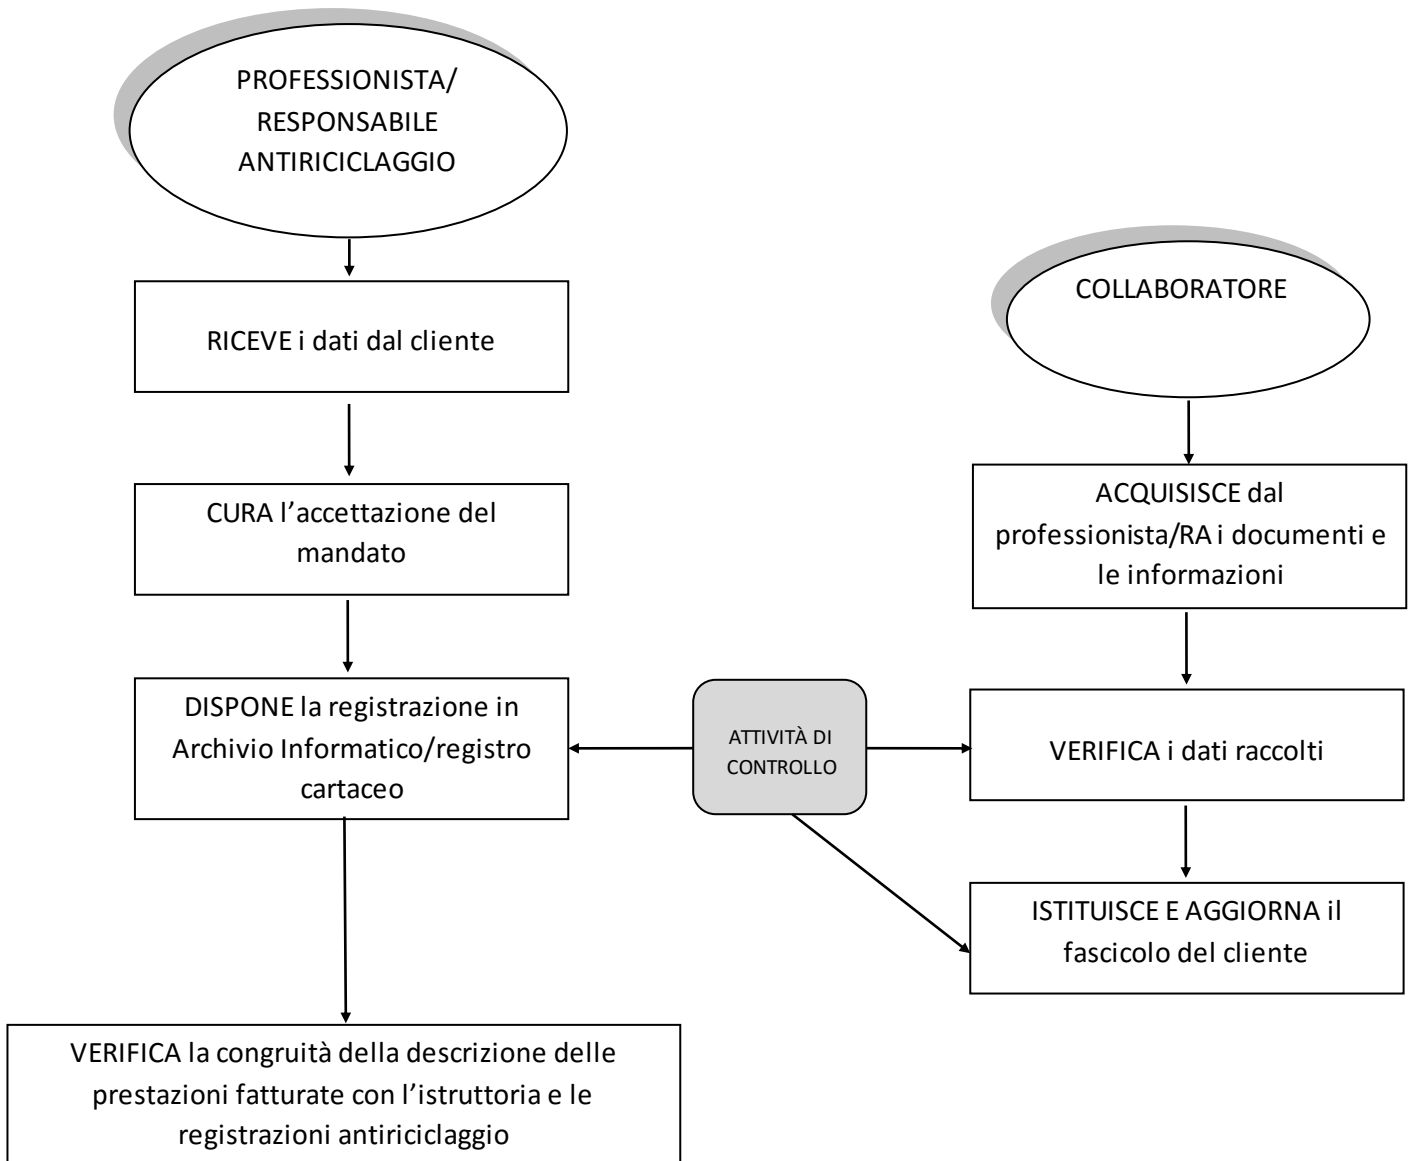 PROFESSIONISTA/
RESPONSABILE
ANTIRICICLAGGIO
RICEVE i dati dal cliente
CURA l’accettazione del
mandato
DISPONE la registrazione in
Archivio Informatico/registro
cartaceo
VERIFICA la congruità della descrizione delle
prestazioni fatturate con l’istruttoria e le
registrazioni antiriciclaggio
ATTIVITÀ DI
CONTROLLO
COLLABORATORE
ACQUISISCE dal
professionista/RA i documenti e
le informazioni
VERIFICA i dati raccolti
ISTITUISCE E AGGIORNA il
fascicolo del cliente